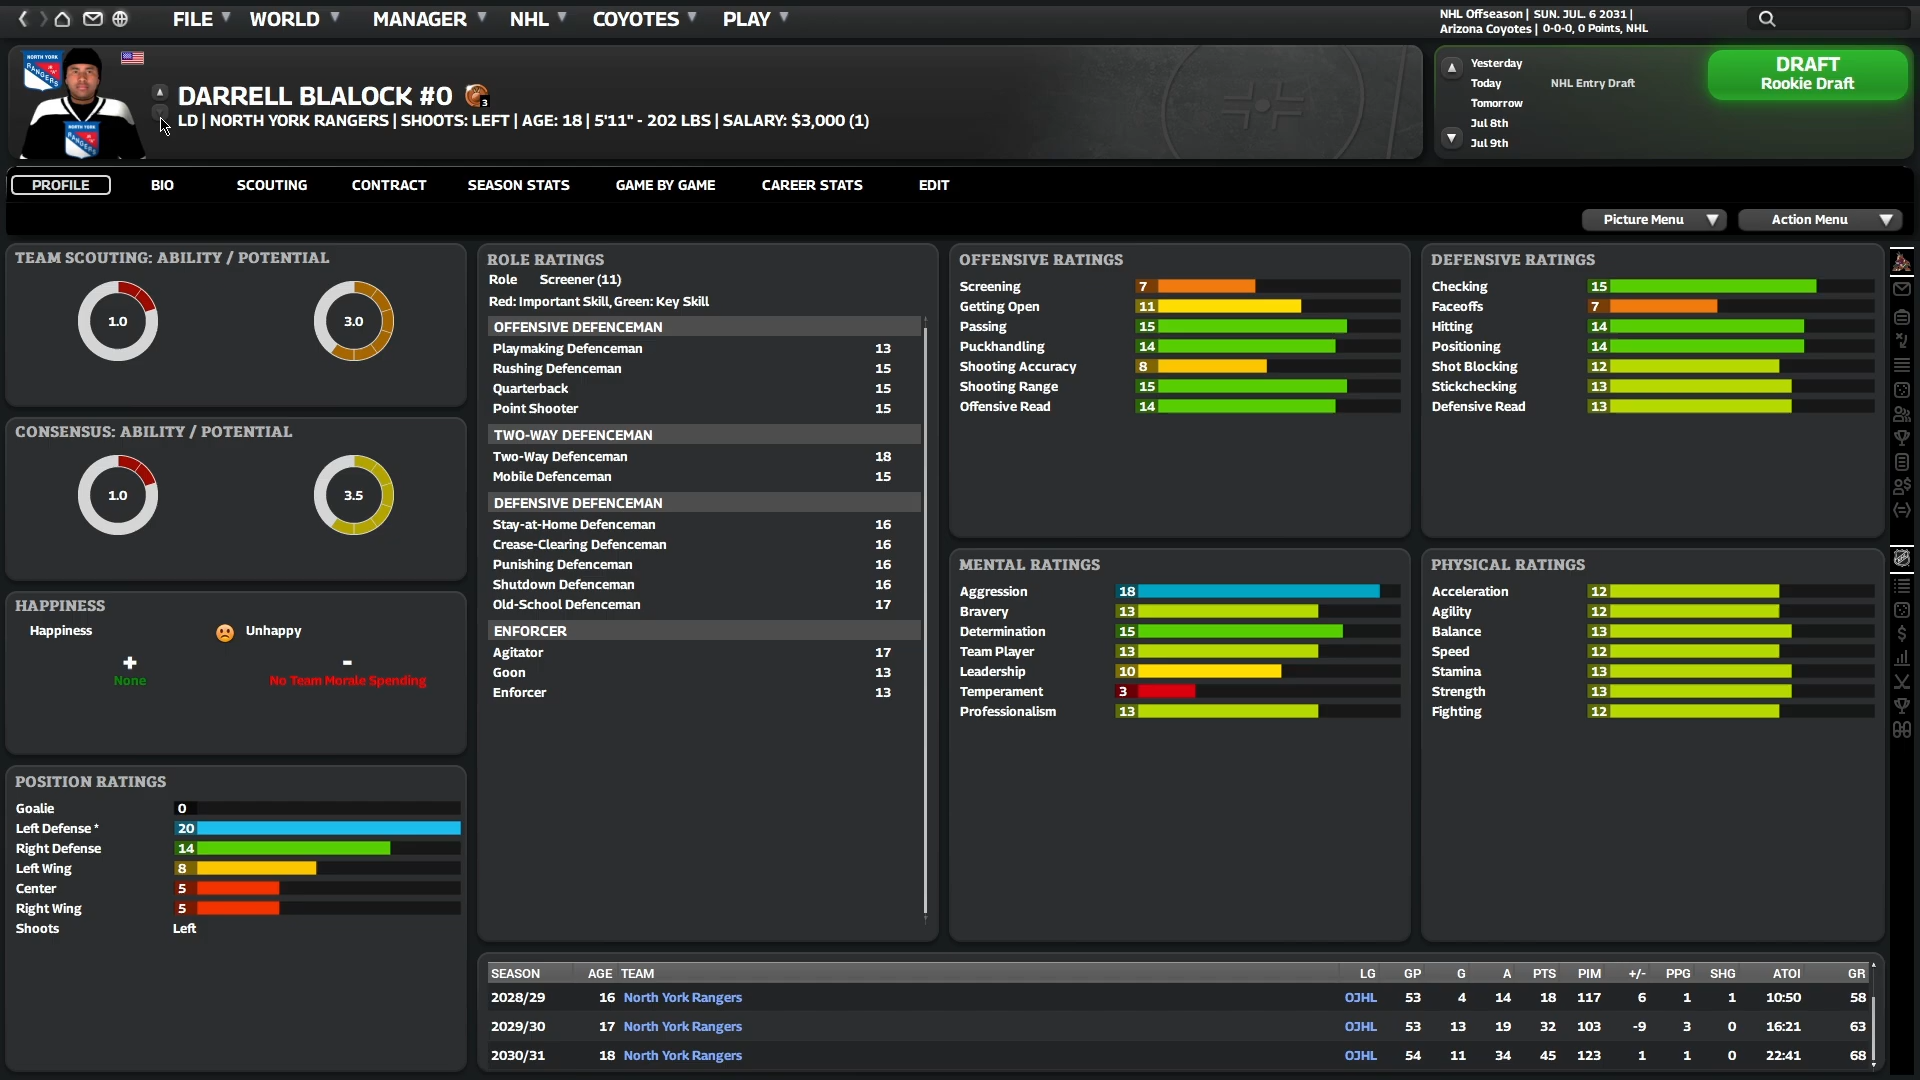 FILE WORLD MANAGER NHL COYOTES PLAY
NHL Offseason | SUN. JUL. 6 2031 |
Arizona Coyotes | 0-0-0, 0 Points, NHL
NORTH YORK
RANGERS
NORTH YORK
DARRELL BLALOCK #0 3
LD | NORTH YORK RANGERS | SHOOTS: LEFT | AGE: 18 | 5'11" - 202 LBS | SALARY: $3,000 (1)
Yesterday
Today NHL Entry Draft
Tomorrow
Jul 8th
Jul 9th
DRAFT
Rookie Draft
PROFILE BIO SCOUTING CONTRACT SEASON STATS GAME BY GAME CAREER STATS EDIT
Picture Menu Action Menu
TEAM SCOUTING: ABILITY / POTENTIAL
1.0 3.0
CONSENSUS: ABILITY / POTENTIAL
1.0 3.5
HAPPINESS
Happiness Unhappy
+ -
None No Team Morale Spending
POSITION RATINGS
Goalie 0
Left Defense * 20
Right Defense 14
Left Wing 8
Center 5
Right Wing 5
Shoots Left
ROLE RATINGS
Role Screener (11)
Red: Important Skill, Green: Key Skill
OFFENSIVE DEFENCEMAN
Playmaking Defenceman 13
Rushing Defenceman 15
Quarterback 15
Point Shooter 15
TWO-WAY DEFENCEMAN
Two-Way Defenceman 18
Mobile Defenceman 15
DEFENSIVE DEFENCEMAN
Stay-at-Home Defenceman 16
Crease-Clearing Defenceman 16
Punishing Defenceman 16
Shutdown Defenceman 16
Old-School Defenceman 17
ENFORCER
Agitator 17
Goon 13
Enforcer 13
OFFENSIVE RATINGS
Screening 7
Getting Open 11
Passing 15
Puckhandling 14
Shooting Accuracy 8
Shooting Range 15
Offensive Read 14
DEFENSIVE RATINGS
Checking 15
Faceoffs 7
Hitting 14
Positioning 14
Shot Blocking 12
Stickchecking 13
Defensive Read 13
MENTAL RATINGS
Aggression 18
Bravery 13
Determination 15
Team Player 13
Leadership 10
Temperament 3
Professionalism 13
PHYSICAL RATINGS
Acceleration 12
Agility 12
Balance 13
Speed 12
Stamina 13
Strength 13
Fighting 12
SEASON AGE TEAM LG GP G A PTS PIM +/- PPG SHG ATOI GR
2028/29 16 North York Rangers OJHL 53 4 14 18 117 6 1 1 10:50 58
2029/30 17 North York Rangers OJHL 53 13 19 32 103 -9 3 0 16:21 63
2030/31 18 North York Rangers OJHL 54 11 34 45 123 1 1 0 22:41 68